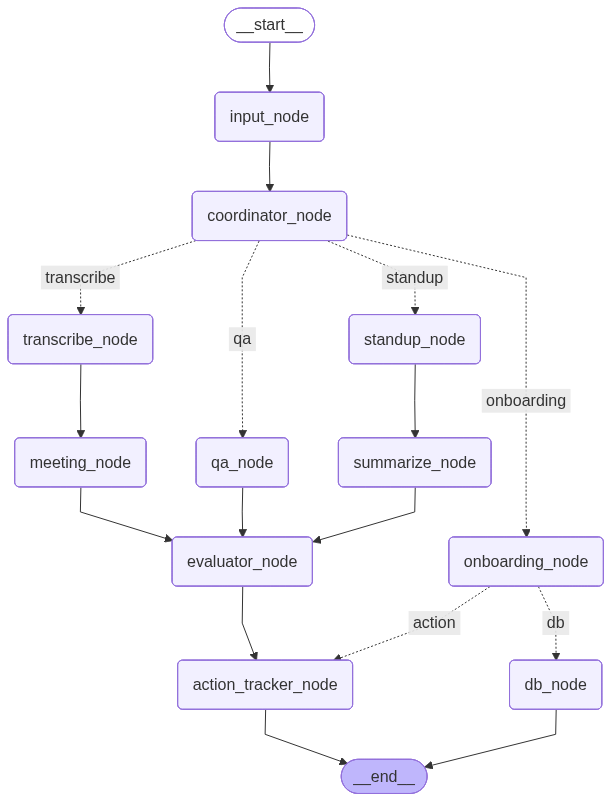 __start__
input_node
coordinator_node
transcribe
standup
transcribe_node
qa
standup_node
onboarding
meeting_node
qa_node
summarize_node
evaluator_node
onboarding_node
action
db
action_tracker_node
db_node
__end__